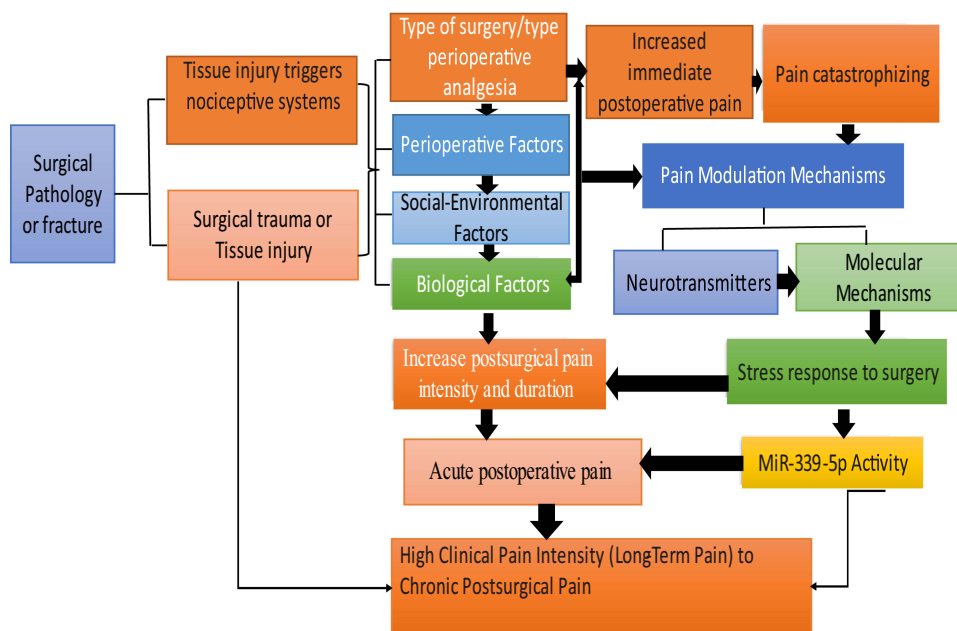 Type of surgery/type
perioperative
analgesia
Increased
immediate
postoperative pain
Pain catastrophizing
Tissue injury triggers
nociceptive systems
Surgical
Pathology
or fracture
Perioperative Factors
Pain Modulation Mechanisms
Surgical trauma or
Tissue injury
Social-Environmental
Factors
Biological Factors
Neurotransmitters
Molecular
Mechanisms
Increase postsurgical pain
intensity and duration
Stress response to surgery
Acute postoperative pain
MiR-339-5p Activity
High Clinical Pain Intensity (LongTerm Pain) to
Chronic Postsurgical Pain